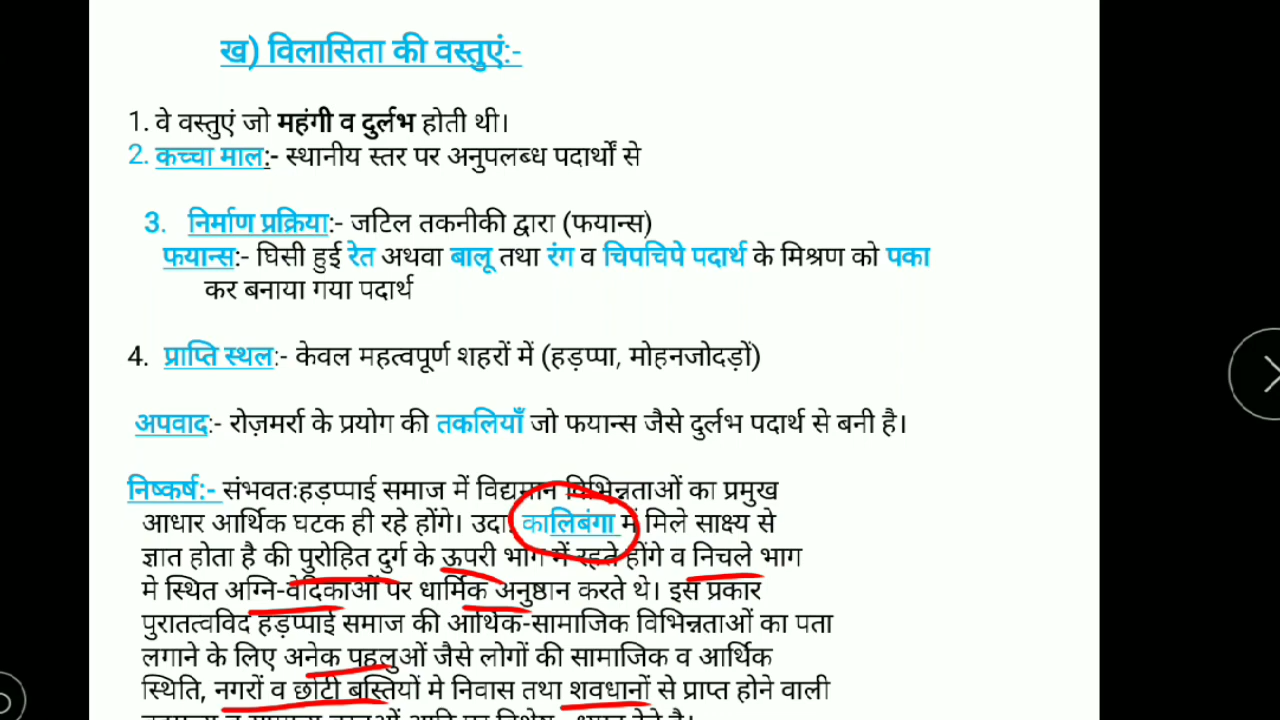 ख) विलासिता की वस्तुएं:-
1. वे वस्तुएं जो महंगी व दुर्लभ होती थी।
2. कच्चा माल:- स्थानीय स्तर पर अनुपलब्ध पदार्थों से
3. निर्माण प्रक्रिया:- जटिल तकनीकी द्वारा (फयान्स)
फयान्स:- घिसी हुई रेत अथवा बालू तथा रंग व चिपचिपे पदार्थ के मिश्रण को पका
कर बनाया गया पदार्थ
4. प्राप्ति स्थल:- केवल महत्वपूर्ण शहरों में (हड़प्पा, मोहनजोदड़ों)
अपवाद:- रोज़मर्रा के प्रयोग की तकलियाँ जो फयान्स जैसे दुर्लभ पदार्थ से बनी है।
निष्कर्ष:- संभवतःहड़प्पाई समाज में विद्यमान विभिन्नताओं का प्रमुख
आधार आर्थिक घटक ही रहे होंगे। उदा. कालिबंगा में मिले साक्ष्य से
ज्ञात होता है की पुरोहित दुर्ग के ऊपरी भाग में रहते होंगे व निचले भाग
मे स्थित अग्नि-वेदिकाओं पर धार्मिक अनुष्ठान करते थे। इस प्रकार
पुरातत्वविद हड़प्पाई समाज की आर्थिक-सामाजिक विभिन्नताओं का पता
लगाने के लिए अनेक पहलुओं जैसे लोगों की सामाजिक व आर्थिक
स्थिति, नगरों व छोटी बस्तियों मे निवास तथा शवधानों से प्राप्त होने वाली